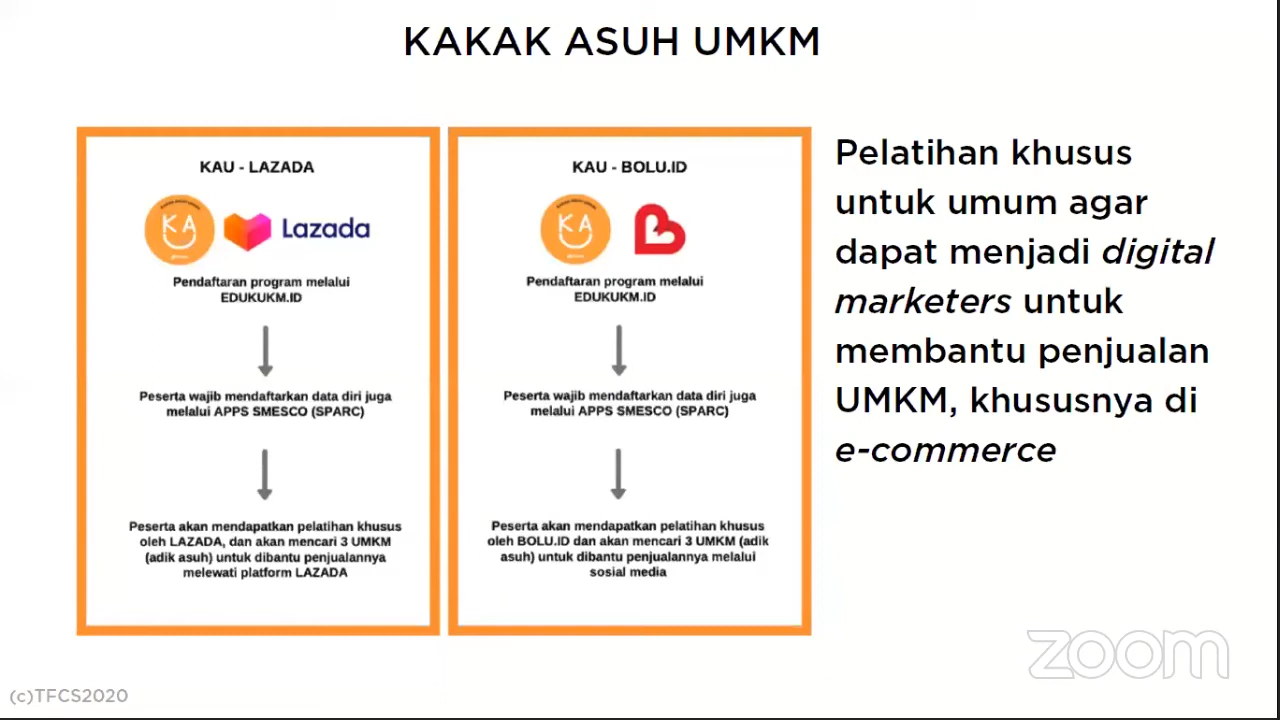 KAKAK ASUH UMKM
KAU - LAZADA
KA
Lazada
Pendaftaran program melalui
EDUKUKM.ID
Peserta wajib mendaftarkan data diri juga
melalui APPS SMESCO (SPARC)
Peserta akan mendapatkan pelatihan khusus
oleh LAZADA, dan akan mencari 3 UMKM
(adik asuh) untuk dibantu penjualannya
melewati platform LAZADA
KAU - BOLU.ID
KA
Pendaftaran program melalui
EDUKUKM.ID
Peserta wajib mendaftarkan data diri juga
melalui APPS SMESCO (SPARC)
Peserta akan mendapatkan pelatihan khusus
oleh BOLU.ID dan akan mencari 3 UMKM (adik
asuh) untuk dibantu penjualannya melalui
sosial media
Pelatihan khusus
untuk umum agar
dapat menjadi digital
marketers untuk
membantu penjualan
UMKM, khususnya di
e-commerce
zoom
(c)TFCS2020